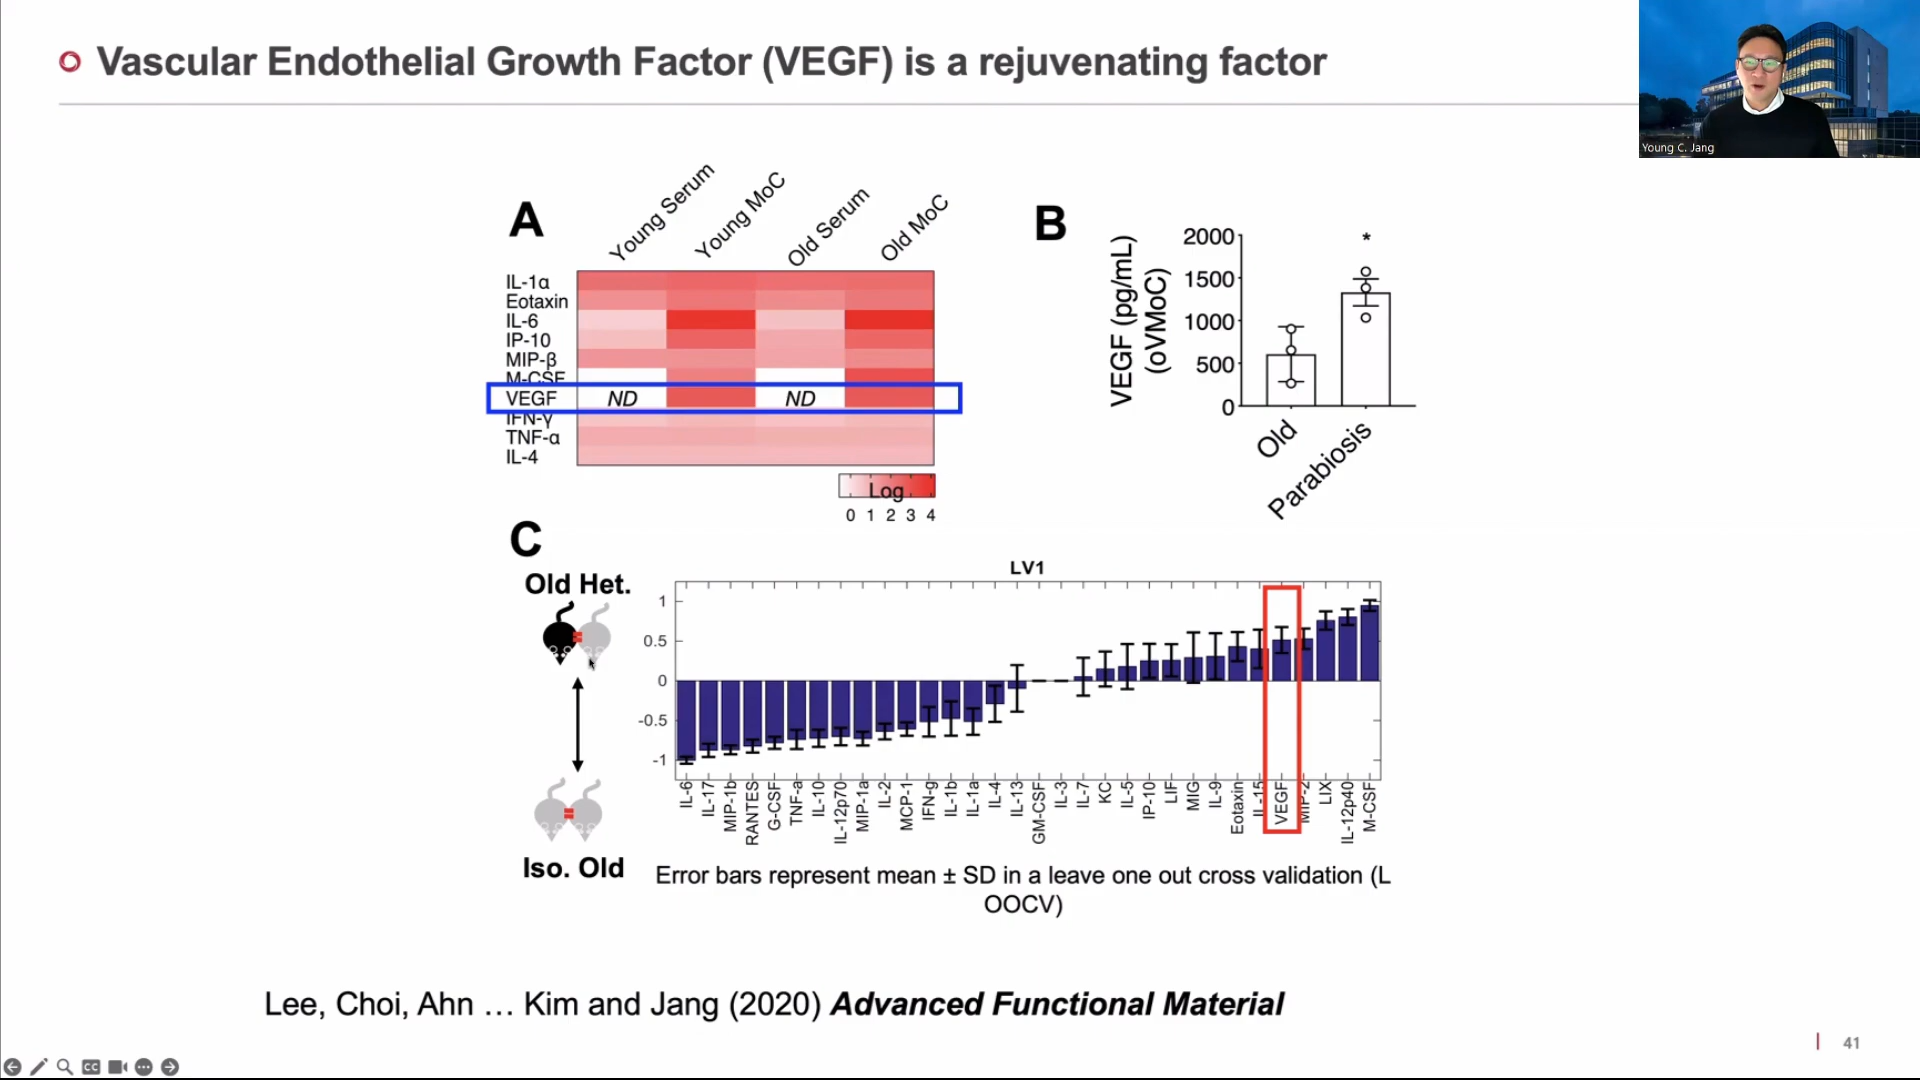 Vascular Endothelial Growth Factor (VEGF) is a rejuvenating factor
Young C. Jang
A
Young Serum
Young MoC
Old Serum
Old MoC
IL-1α
Eotaxin
IL-6
IP-10
MIP-β
M-CSF
VEGF ND ND
IFN-γ
TNF-α
IL-4
Log
0 1 2 3 4
B
VEGF (pg/mL)
(oVMoC)
2000
1500
1000
500
0
*
Old
Parabiosis
C
Old Het.
Iso. Old
LV1
1
0.5
0
-0.5
-1
IL-6
IL-17
MIP-1b
RANTES
G-CSF
TNF-a
IL-10
IL-12p70
MIP-1a
IL-2
MCP-1
IFN-g
IL-1b
IL-1a
IL-4
IL-13
GM-CSF
IL-3
IL-7
KC
IL-5
IP-10
LIF
MIG
IL-9
Eotaxin
IL-15
VEGF
MIP-2
LIX
IL-12p40
M-CSF
Error bars represent mean ± SD in a leave one out cross validation (L
OOCV)
Lee, Choi, Ahn … Kim and Jang (2020) Advanced Functional Material
41
CC